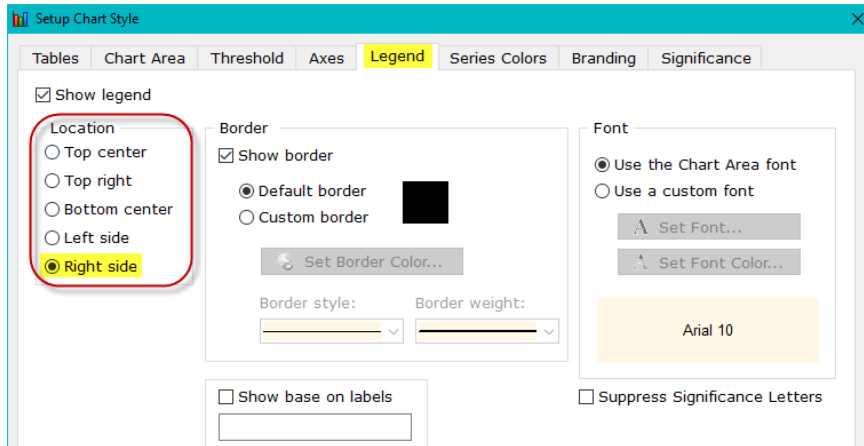 Setup Chart Style
Tables Chart Area Threshold Axes Legend Series Colors Branding Significance
Show legend
Location
Top center
Top right
Bottom center
Left side
Right side
Border
Show border
Default border
Custom border
Set Border Color...
Border style: Border weight:
Show base on labels
Font
Use the Chart Area font
Use a custom font
A Set Font...
A Set Font Color...
Arial 10
Suppress Significance Letters